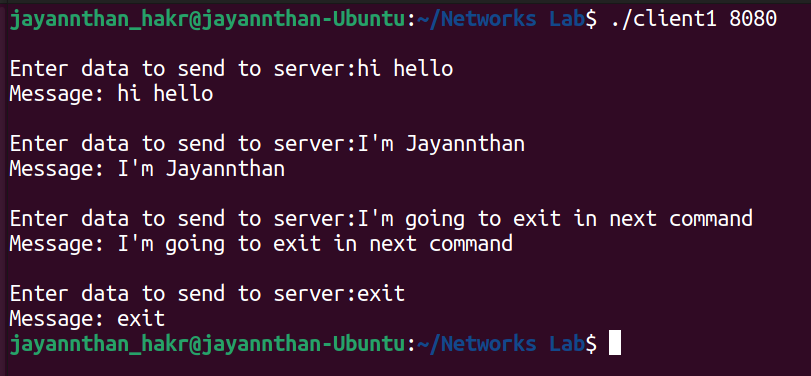 jayannthan_hakr@jayannthan-Ubuntu:~/Networks Lab$ ./client1 8080
Enter data to send to server:hi hello
Message: hi hello
Enter data to send to server:I'm Jayannthan
Message: I'm Jayannthan
Enter data to send to server:I'm going to exit in next command
Message: I'm going to exit in next command
Enter data to send to server:exit
Message: exit
jayannthan_hakr@jayannthan-Ubuntu:~/Networks Lab$